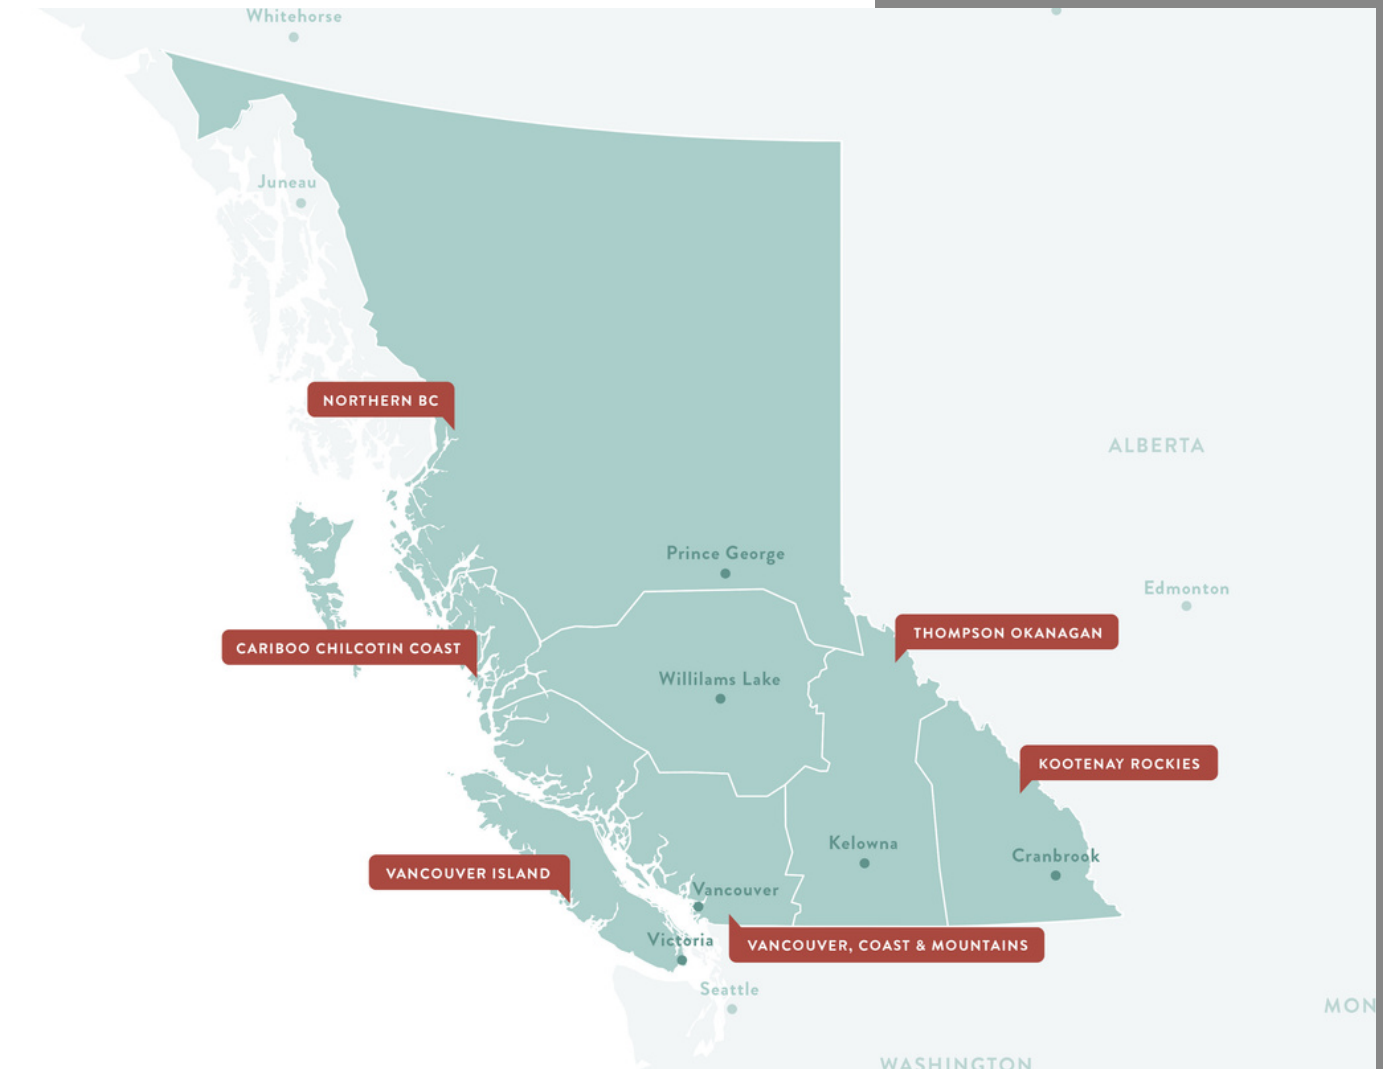 Whitehorse
Juneau
NORTHERN BC
ALBERTA
Prince George
Edmonton
THOMPSON OKANAGAN
CARIBOO CHILCOTIN COAST
Willilams Lake
KOOTENAY ROCKIES
Kelowna
Cranbrook
VANCOUVER ISLAND
Vancouver
Victoria
VANCOUVER, COAST & MOUNTAINS
Seattle
MON
WASHINGTON